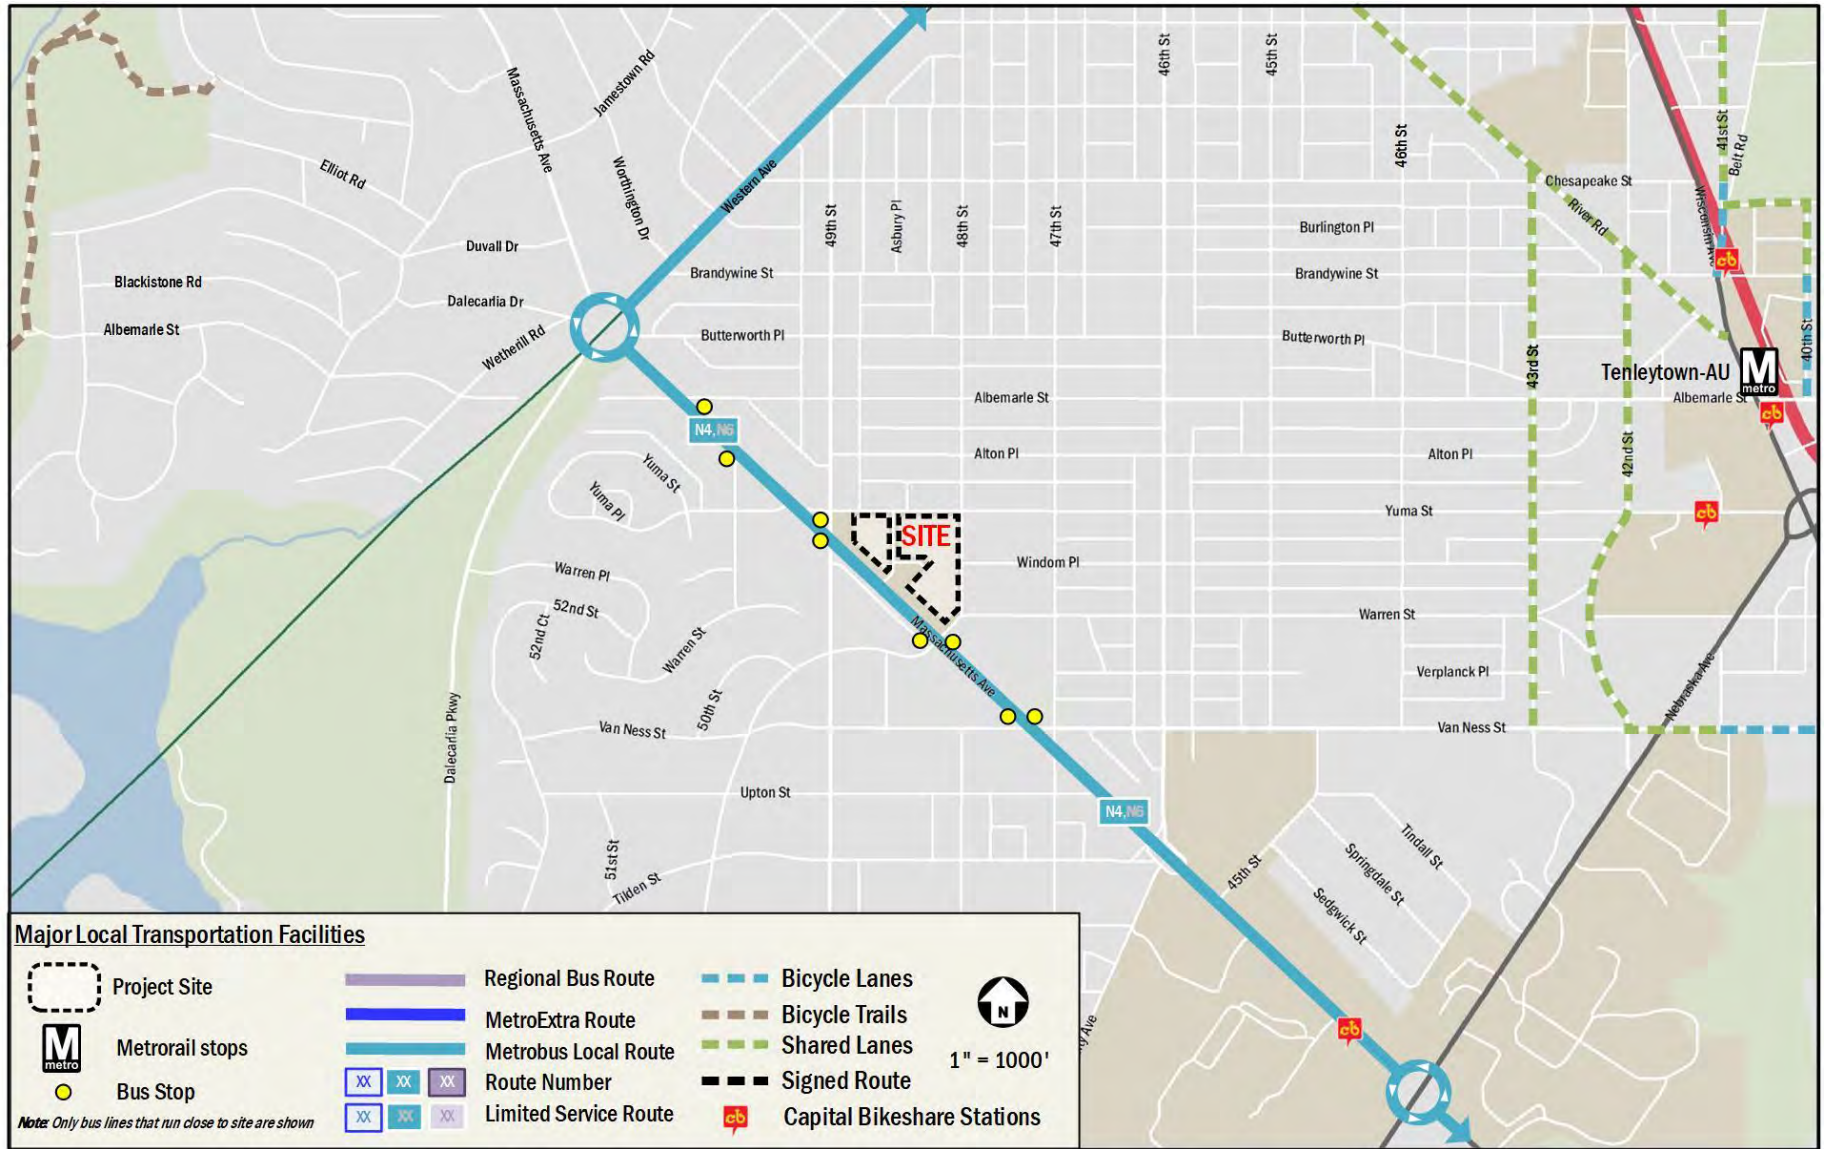 Massachusetts Ave
Jamestown Rd
46th St
45th St
Elliot Rd
Worthington Dr
Western Ave
46th St
41st St
Belt Rd
Chesapeake St
River Rd
Wisconsin Ave
49th St
Asbury Pl
48th St
47th St
Burlington Pl
Duvall Dr
Brandywine St
Brandywine St
Blackistone Rd
Dalecarlia Dr
Albemarle St
Wetherill Rd
Butterworth Pl
Butterworth Pl
43rd St
40th St
Tenleytown-AU
M
metro
Albemarle St
Albemarle St
cb
cb
N4,N6
Alton Pl
Alton Pl
42nd St
Yuma St
Yuma Pl
Yuma St
cb
SITE
Warren Pl
Windom Pl
52nd St
52nd Ct
Warren St
Warren St
Massachusetts Ave
Verplanck Pl
Nebraska Ave
50th St
Van Ness St
Van Ness St
Dalecarlia Pkwy
Upton St
N4,N6
51st St
Tilden St
45th St
Tindall St
Springdale St
Sedgwick St
cb
Ave
Major Local Transportation Facilities
Project Site
M
metro
Metrorail stops
Bus Stop
Note: Only bus lines that run close to site are shown
Regional Bus Route
MetroExtra Route
Metrobus Local Route
XX XX XX Route Number
XX XX XX Limited Service Route
Bicycle Lanes
Bicycle Trails
Shared Lanes
Signed Route
cb Capital Bikeshare Stations
N
1" = 1000'